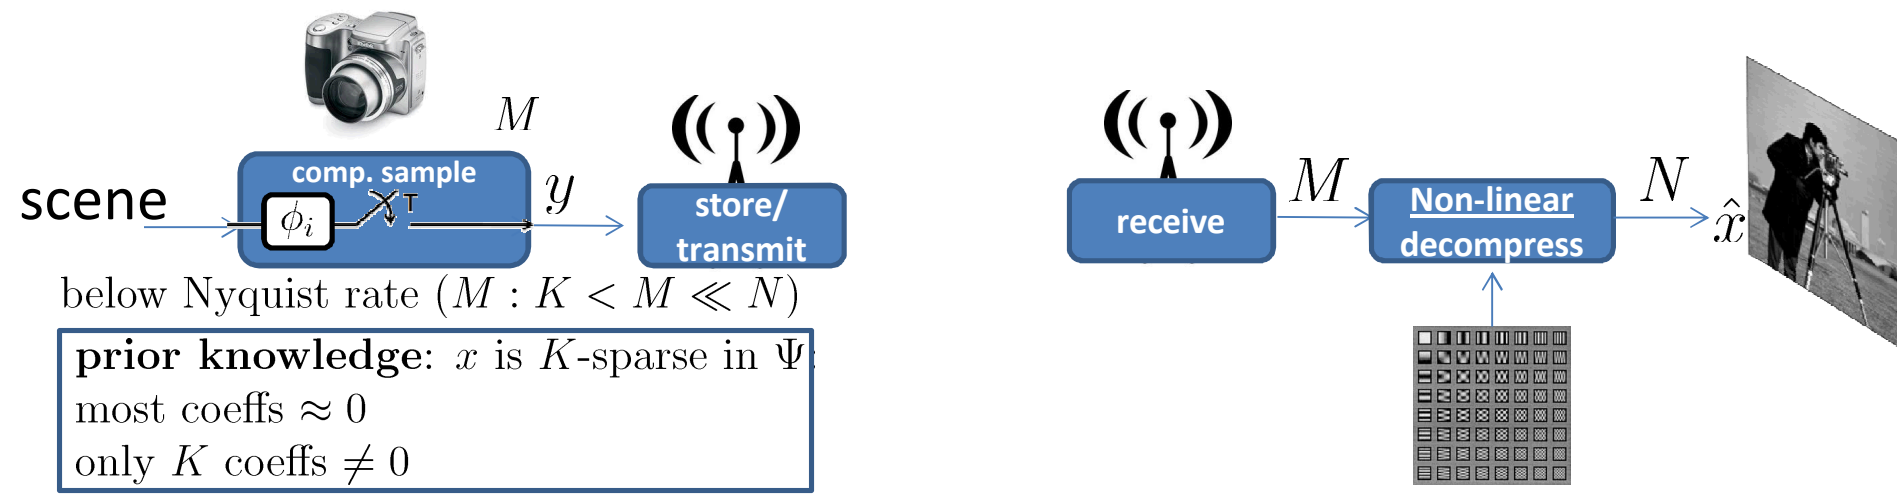 M
comp. sample
scene
ϕᵢ
T
y
store/
transmit
below Nyquist rate (M : K < M ≪ N)
prior knowledge: x is K-sparse in Ψ:
most coeffs ≈ 0
only K coeffs ≠ 0
receive
M
Non-linear
decompress
N
x̂